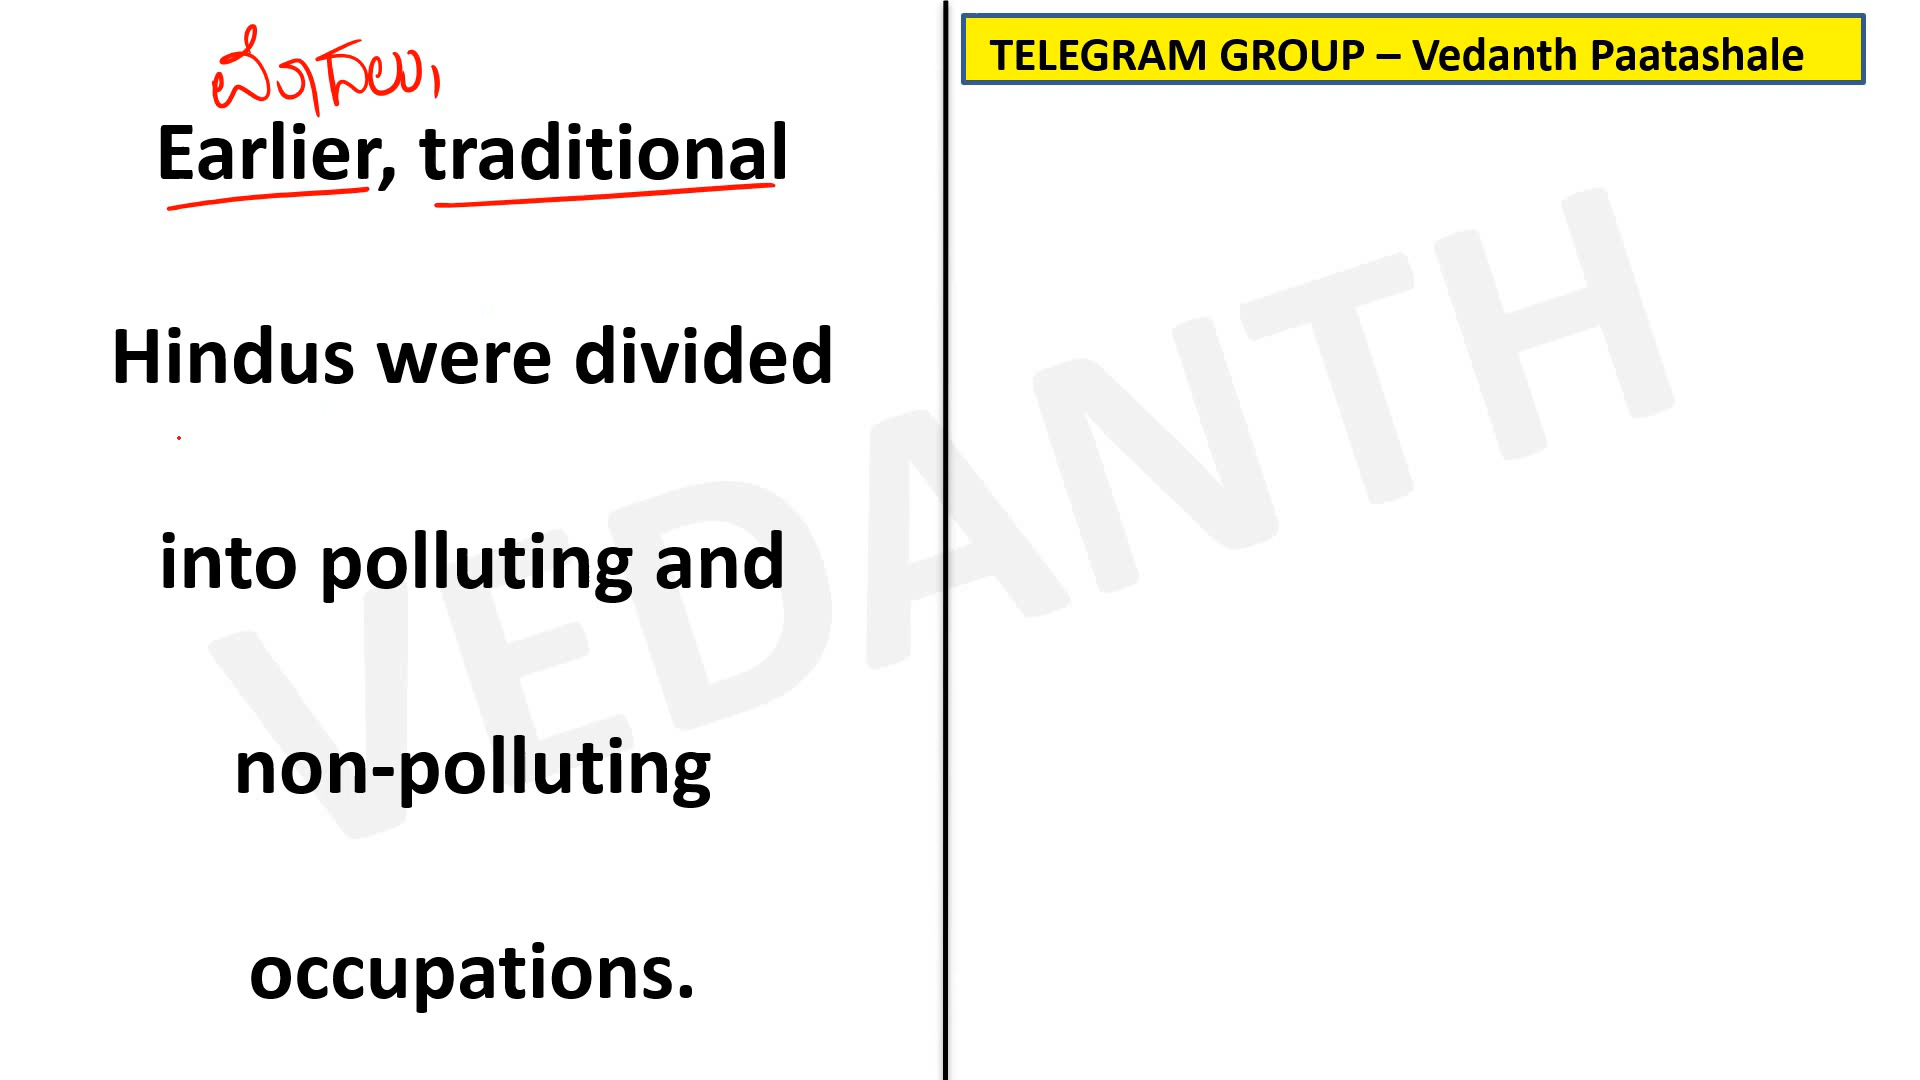 ಮೊದಲು,
Earlier, traditional
Hindus were divided
into polluting and
non-polluting
occupations.
TELEGRAM GROUP – Vedanth Paatashale
VEDANTH